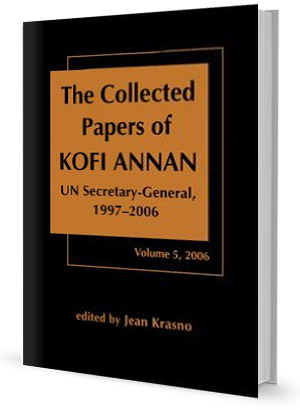 The Collected
Papers of
KOFI ANNAN
UN Secretary-General,
1997–2006
Volume 5, 2006
edited by Jean Krasno